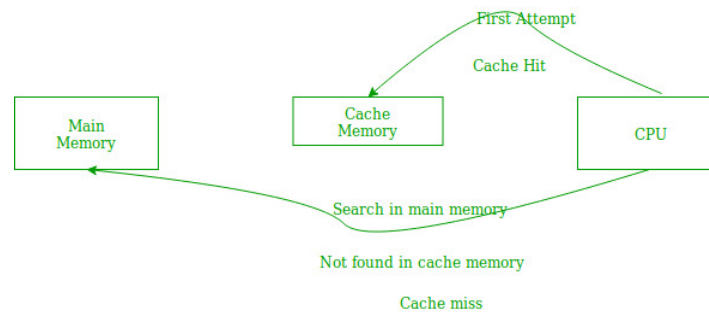 First Attempt
Cache Hit
Main
Memory
Cache
Memory
CPU
Search in main memory
Not found in cache memory
Cache miss